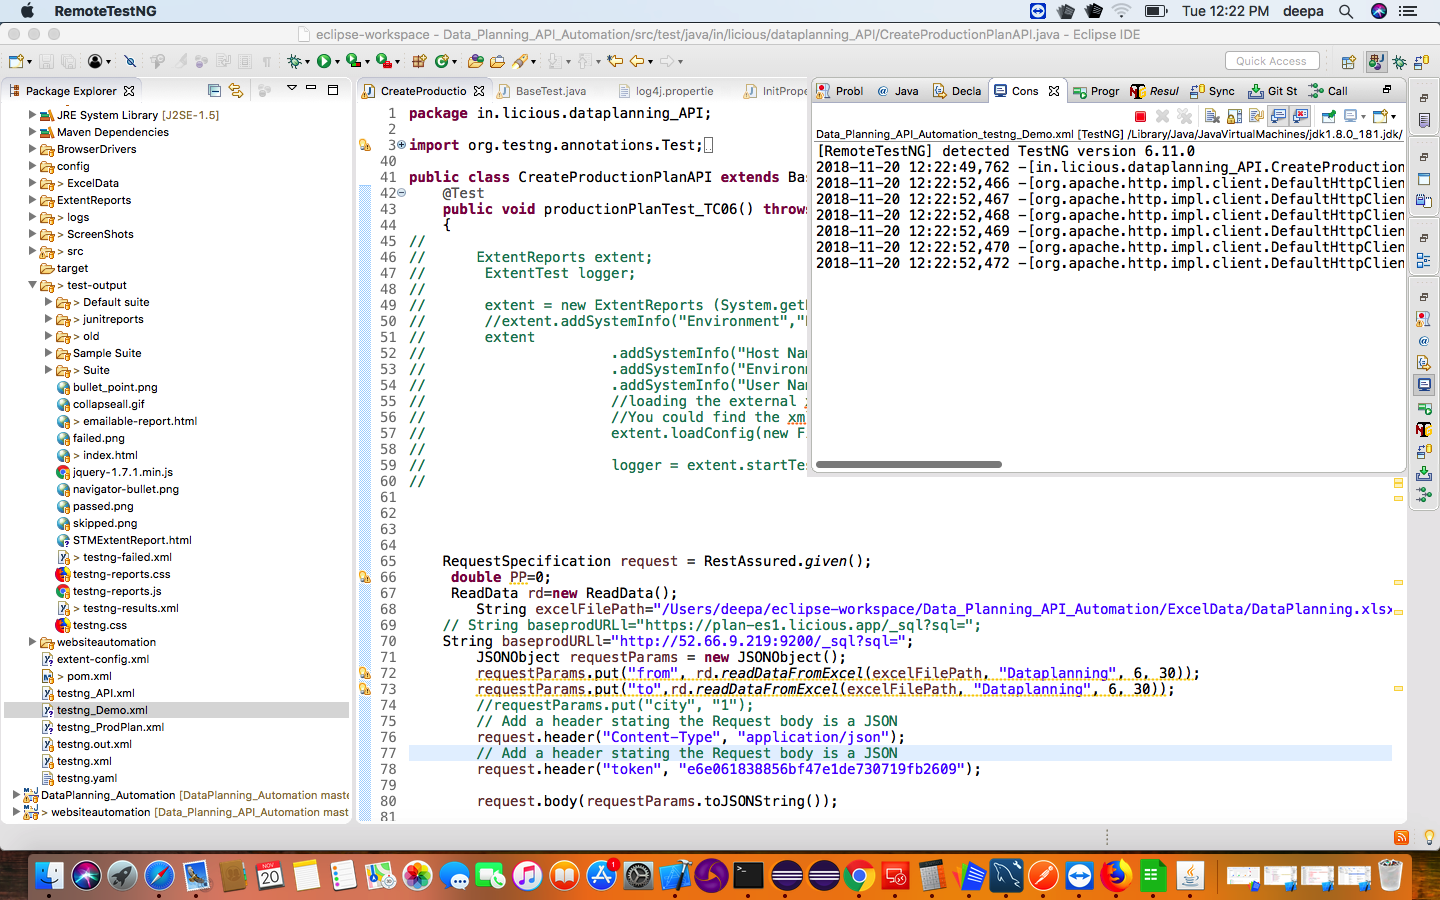 RemoteTestNG
Tue 12:22 PM deepa
eclipse-workspace - Data_Planning_API_Automation/src/test/java/in/licious/dataplanning_API/CreateProductionPlanAPI.java - Eclipse IDE
Quick Access
Package Explorer
JRE System Library [J2SE-1.5]
Maven Dependencies
BrowserDrivers
config
> ExcelData
ExtentReports
> logs
> ScreenShots
> src
target
> test-output
> Default suite
> junitreports
> old
Sample Suite
> Suite
bullet_point.png
collapseall.gif
> emailable-report.html
failed.png
> index.html
jquery-1.7.1.min.js
navigator-bullet.png
passed.png
skipped.png
STMExtentReport.html
> testng-failed.xml
testng-reports.css
testng-reports.js
> testng-results.xml
testng.css
websiteautomation
extent-config.xml
> pom.xml
testng_API.xml
testng_Demo.xml
testng_ProdPlan.xml
testng.out.xml
testng.xml
testng.yaml
DataPlanning_Automation [DataPlanning_Automation maste
> websiteautomation [Data_Planning_API_Automation mast
CreateProductio
BaseTest.java
log4j.propertie
InitPrope
1 package in.licious.dataplanning_API;
2
3 import org.testng.annotations.Test;
40
41 public class CreateProductionPlanAPI extends Ba
42 @Test
43 public void productionPlanTest_TC06() throw
44 {
45 //
46 // ExtentReports extent;
47 // ExtentTest logger;
48 //
49 // extent = new ExtentReports (System.get
50 // //extent.addSystemInfo("Environment","
51 // extent
52 // .addSystemInfo("Host Nam
53 // .addSystemInfo("Environm
54 // .addSystemInfo("User Nam
55 // //loading the external
56 // //You could find the xm
57 // extent.loadConfig(new F
58 //
59 // logger = extent.startTe
60 //
61
62
63
64
65 RequestSpecification request = RestAssured.given();
66 double PP=0;
67 ReadData rd=new ReadData();
68 String excelFilePath="/Users/deepa/eclipse-workspace/Data_Planning_API_Automation/ExcelData/DataPlanning.xlsx
69 // String baseprodURLl="https://plan-es1.licious.app/_sql?sql=";
70 String baseprodURLl="http://52.66.9.219:9200/_sql?sql=";
71 JSONObject requestParams = new JSONObject();
72 requestParams.put("from", rd.readDataFromExcel(excelFilePath, "Dataplanning", 6, 30));
73 requestParams.put("to",rd.readDataFromExcel(excelFilePath, "Dataplanning", 6, 30));
74 //requestParams.put("city", "1");
75 // Add a header stating the Request body is a JSON
76 request.header("Content-Type", "application/json");
77 // Add a header stating the Request body is a JSON
78 request.header("token", "e6e061838856bf47e1de730719fb2609");
79
80 request.body(requestParams.toJSONString());
81
Probl
Java
Decla
Cons
Progr
Resul
Sync
Git St
Call
Data_Planning_API_Automation_testng_Demo.xml [TestNG] /Library/Java/JavaVirtualMachines/jdk1.8.0_181.jdk/
[RemoteTestNG] detected TestNG version 6.11.0
2018-11-20 12:22:49,762 -[in.licious.dataplanning_API.CreateProduction
2018-11-20 12:22:52,466 -[org.apache.http.impl.client.DefaultHttpClien
2018-11-20 12:22:52,467 -[org.apache.http.impl.client.DefaultHttpClien
2018-11-20 12:22:52,468 -[org.apache.http.impl.client.DefaultHttpClien
2018-11-20 12:22:52,469 -[org.apache.http.impl.client.DefaultHttpClien
2018-11-20 12:22:52,470 -[org.apache.http.impl.client.DefaultHttpClien
2018-11-20 12:22:52,472 -[org.apache.http.impl.client.DefaultHttpClien
NOV
20
1